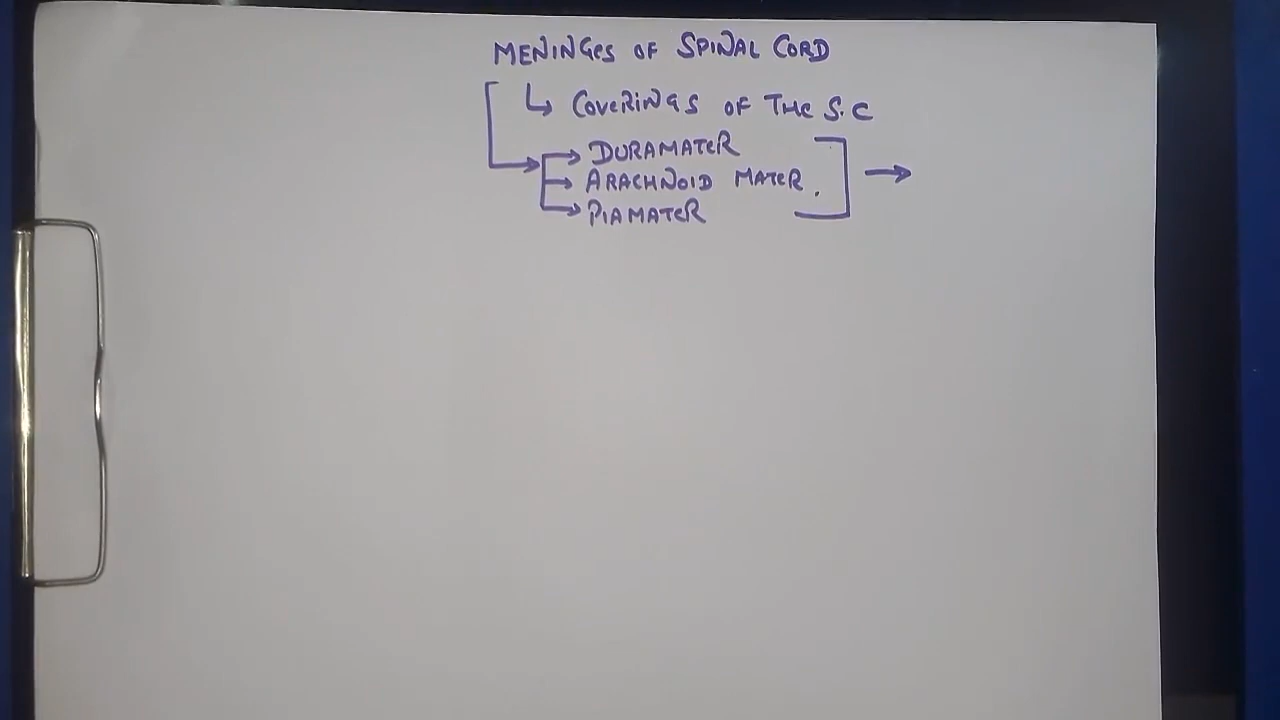 MENINGES OF SPINAL CORD
↳ COVERINGS OF THE S.C
→ DURAMATER
→ ARACHNOID MATER.
→ PIAMATER